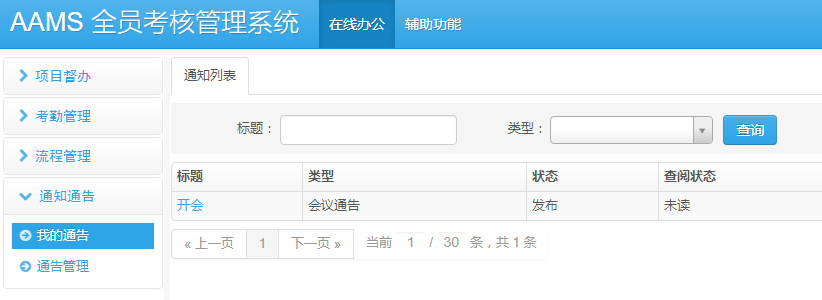 AAMS 全员考核管理系统 在线办公 辅助功能
项目督办
考勤管理
流程管理
通知通告
我的通告
通告管理
通知列表
标题： 类型： 查询
标题 类型 状态 查阅状态
开会 会议通告 发布 未读
« 上一页 1 下一页 » 当前 1 / 30 条，共 1 条